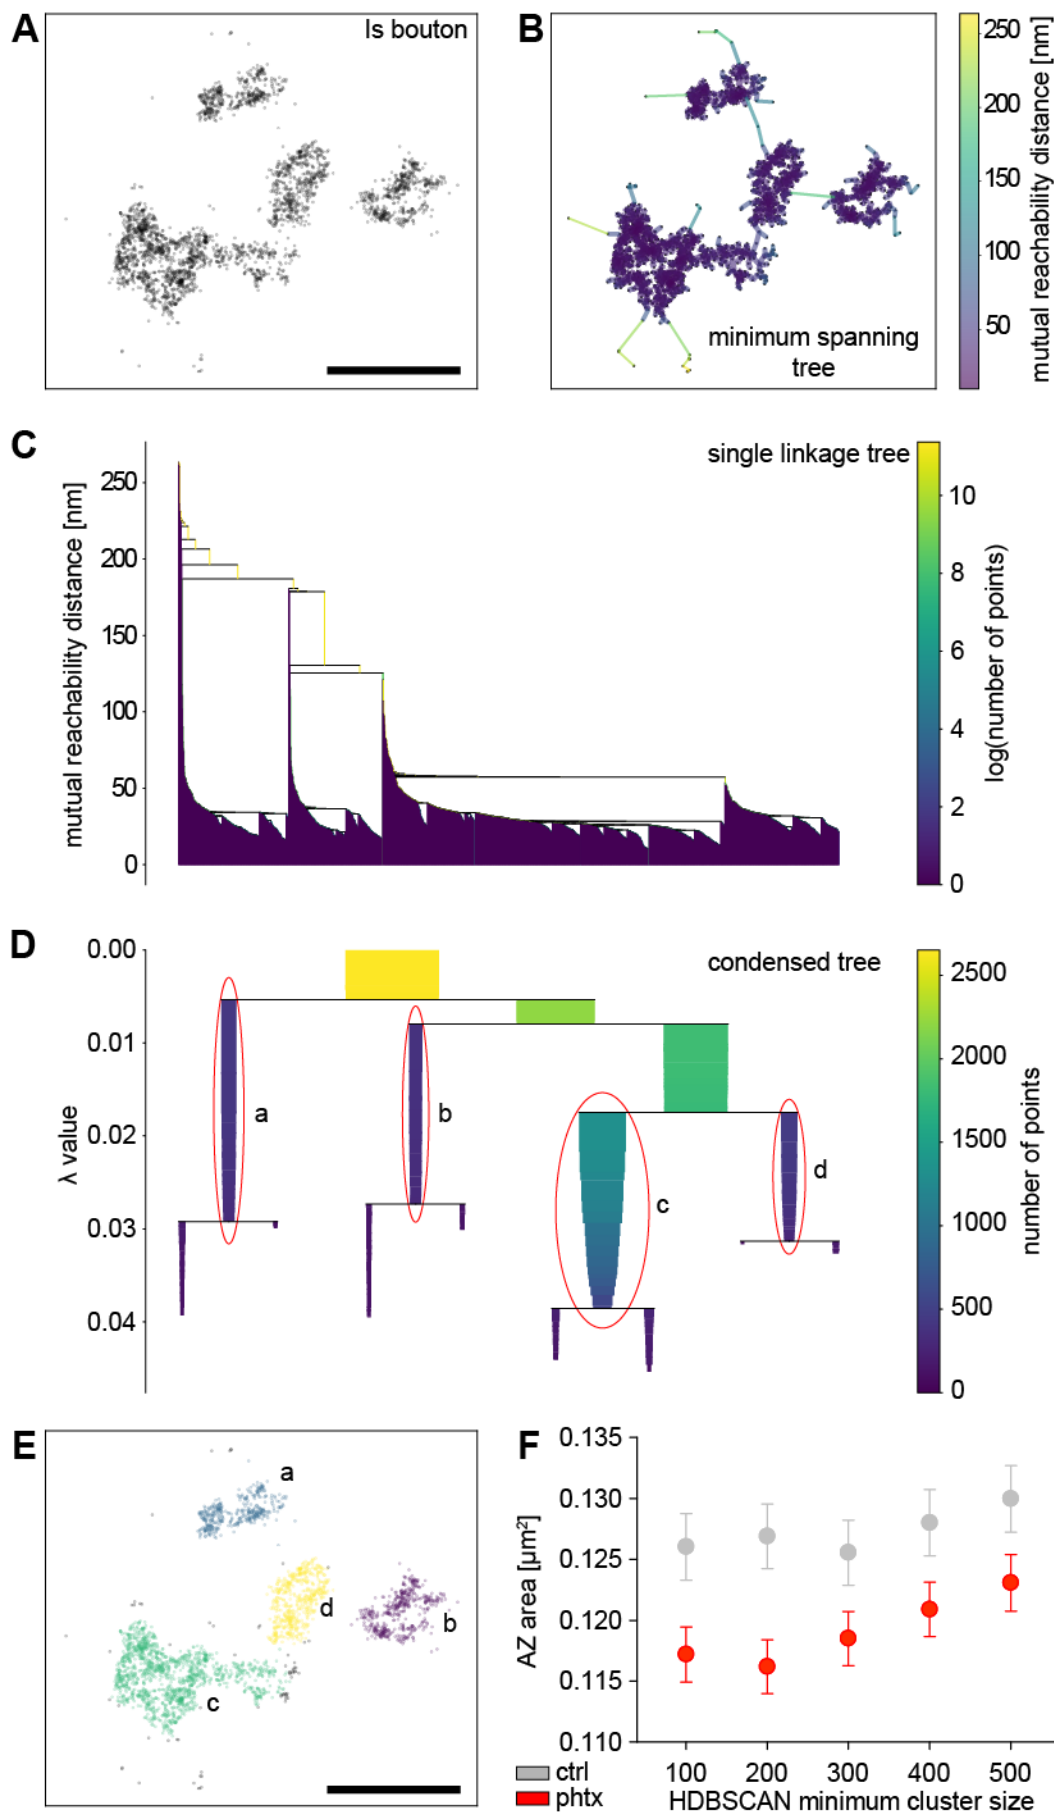 A
Is bouton
B
minimum spanning
tree
250
200
150
100
50
mutual reachability distance [nm]
C
single linkage tree
250
200
150
100
50
0
mutual reachability distance [nm]
10
8
6
4
2
0
log(number of points)
D
condensed tree
0.00
0.01
0.02
0.03
0.04
λ value
a
b
c
d
2500
2000
1500
1000
500
0
number of points
E
a
d
b
c
F
0.135
0.130
0.125
0.120
0.115
0.110
AZ area [µm²]
100 200 300 400 500
HDBSCAN minimum cluster size
ctrl
phtx